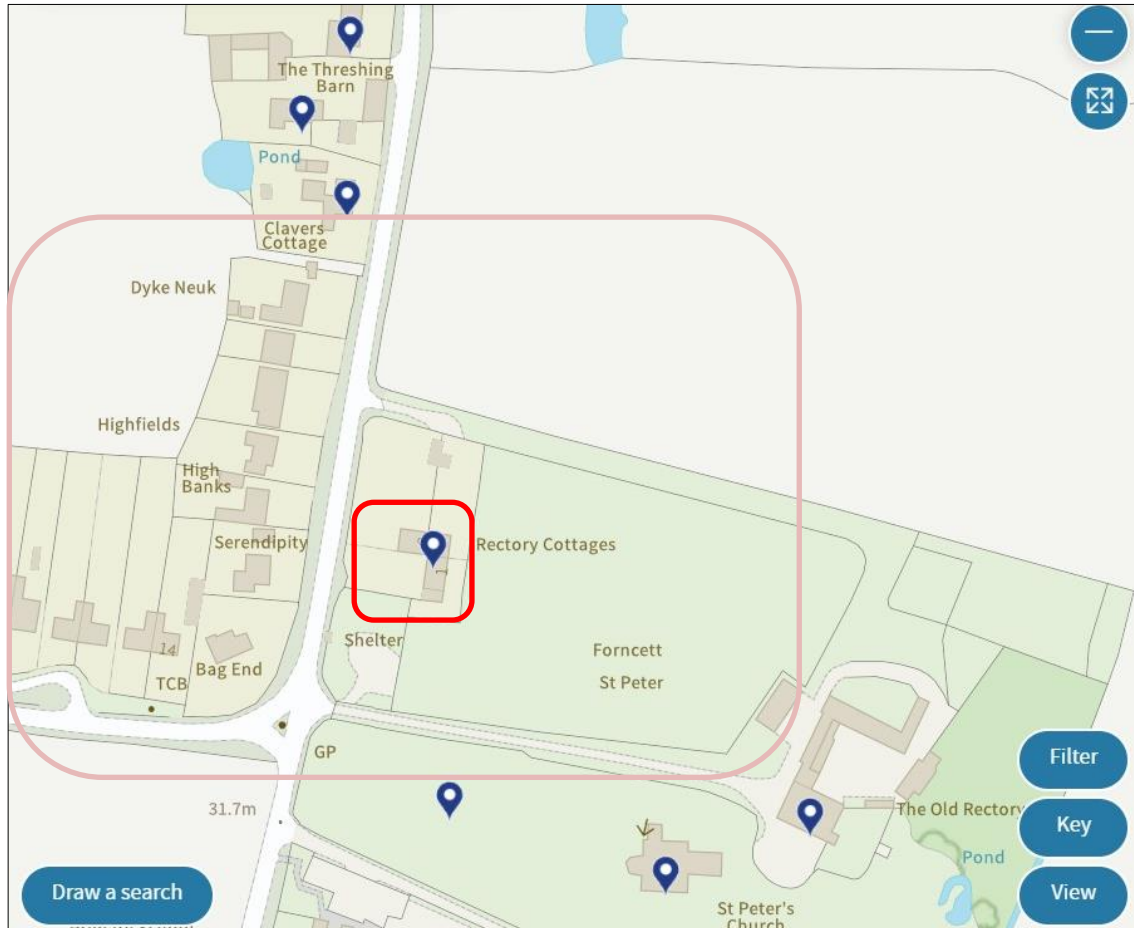 The Threshing
Barn
Pond
Clavers
Cottage
Dyke Neuk
Highfields
High
Banks
Serendipity
Rectory Cottages
1
Shelter
Forncett
St Peter
14
Bag End
TCB
GP
Filter
31.7m
The Old Rectory
Key
Pond
Draw a search
View
St Peter's
Church